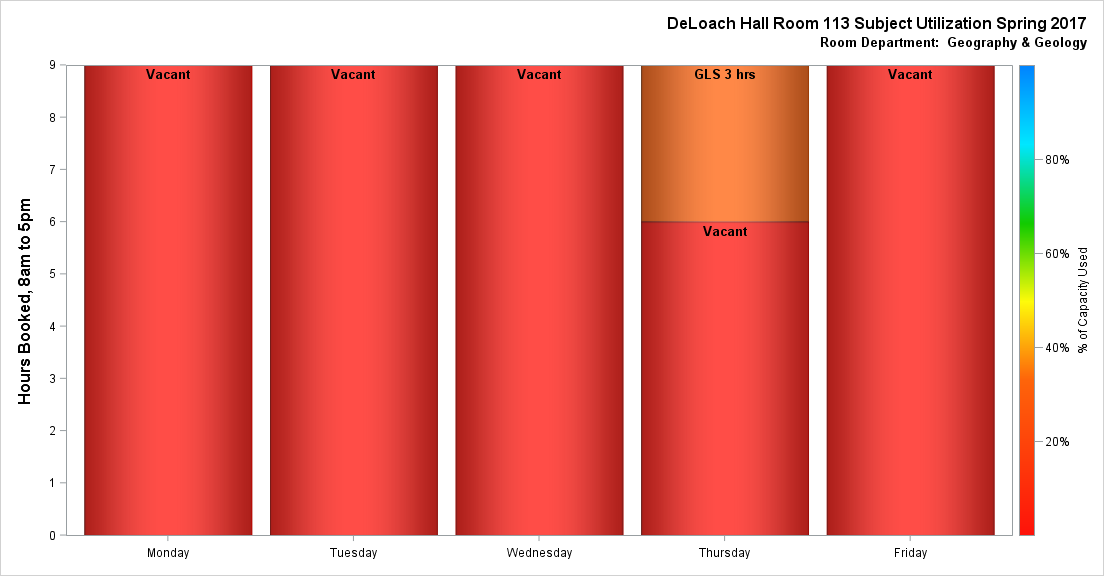 DeLoach Hall Room 113 Subject Utilization Spring 2017
Room Department: Geography & Geology
Hours Booked, 8am to 5pm
9
8
7
6
5
4
3
2
1
0
Vacant
Vacant
Vacant
GLS 3 hrs
Vacant
Vacant
Monday
Tuesday
Wednesday
Thursday
Friday
80%
60%
40%
20%
% of Capacity Used